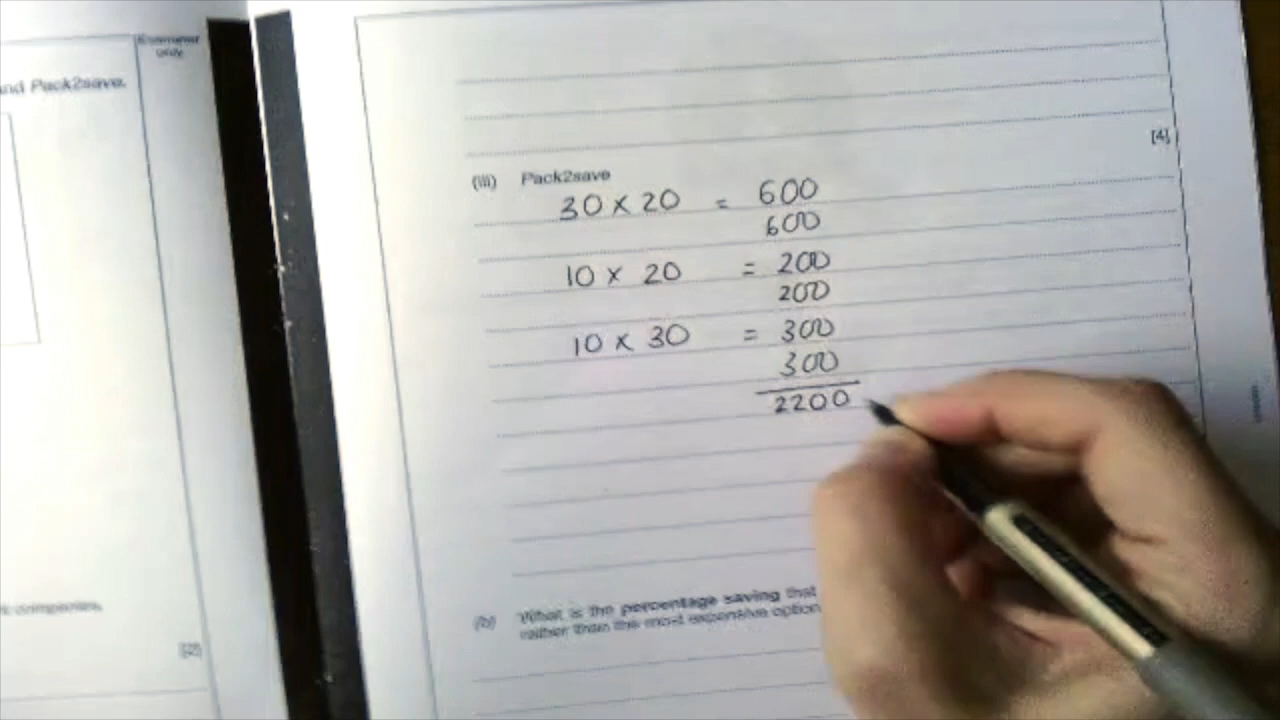 Examiner
only
and Pack2save.
companies.
[2]
[4]
(iii) Pack2save
30 x 20 = 600
600
10 x 20 = 200
200
10 x 30 = 300
300
2200
(b) What is the percentage saving that
rather than the most expensive option